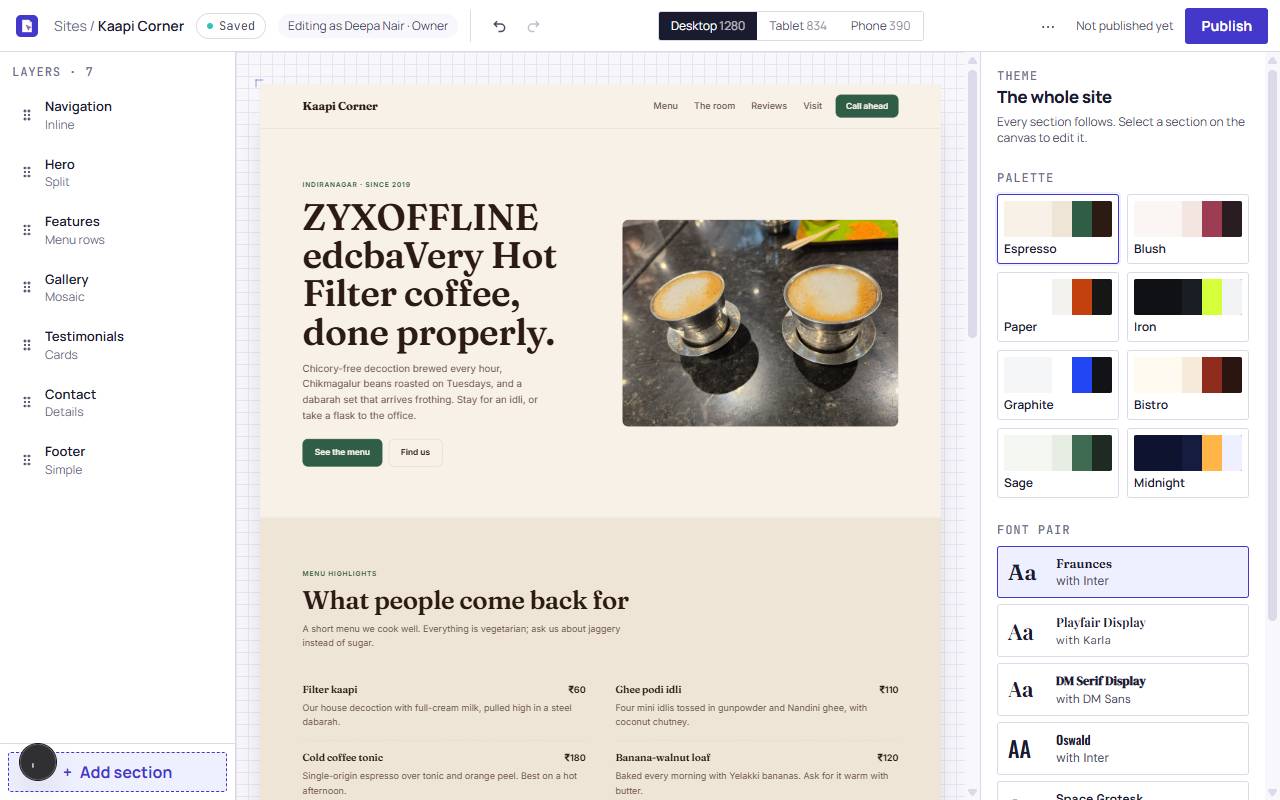 Sites / Kaapi Corner
Saved
Editing as Deepa Nair · Owner
Desktop 1280
Tablet 834
Phone 390
Not published yet
Publish
LAYERS · 7
Navigation
Inline
Hero
Split
Features
Menu rows
Gallery
Mosaic
Testimonials
Cards
Contact
Details
Footer
Simple
+ Add section
Kaapi Corner
Menu
The room
Reviews
Visit
Call ahead
INDIRANAGAR · SINCE 2019
ZYXOFFLINE
edcbaVery Hot
Filter coffee,
done properly.
Chicory-free decoction brewed every hour,
Chikmagalur beans roasted on Tuesdays, and a
dabarah set that arrives frothing. Stay for an idli, or
take a flask to the office.
See the menu
Find us
MENU HIGHLIGHTS
What people come back for
A short menu we cook well. Everything is vegetarian; ask us about jaggery
instead of sugar.
Filter kaapi ₹60
Our house decoction with full-cream milk, pulled high in a steel
dabarah.
Ghee podi idli ₹110
Four mini idlis tossed in gunpowder and Nandini ghee, with
coconut chutney.
Cold coffee tonic ₹180
Single-origin espresso over tonic and orange peel. Best on a hot
afternoon.
Banana-walnut loaf ₹120
Baked every morning with Yelakki bananas. Ask for it warm with
butter.
THEME
The whole site
Every section follows. Select a section on the
canvas to edit it.
PALETTE
Espresso
Blush
Paper
Iron
Graphite
Bistro
Sage
Midnight
FONT PAIR
Aa
Fraunces
with Inter
Aa
Playfair Display
with Karla
Aa
DM Serif Display
with DM Sans
AA
Oswald
with Inter
Space Grotesk